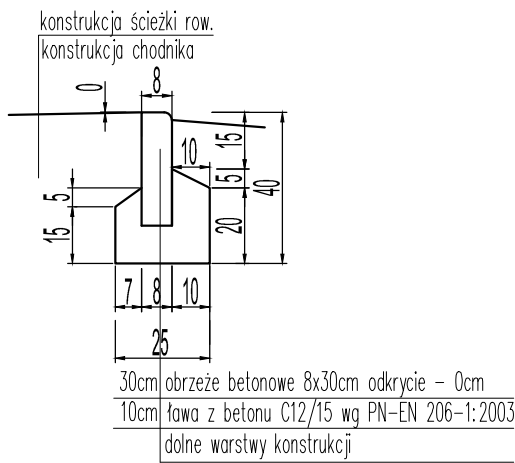 konstrukcja ścieżki row.
konstrukcja chodnika
0
8
15
10
5
40
5
15
20
7 8 10
25
30cm obrzeże betonowe 8x30cm odkrycie - 0cm
10cm ława z betonu C12/15 wg PN-EN 206-1:2003
dolne warstwy konstrukcji